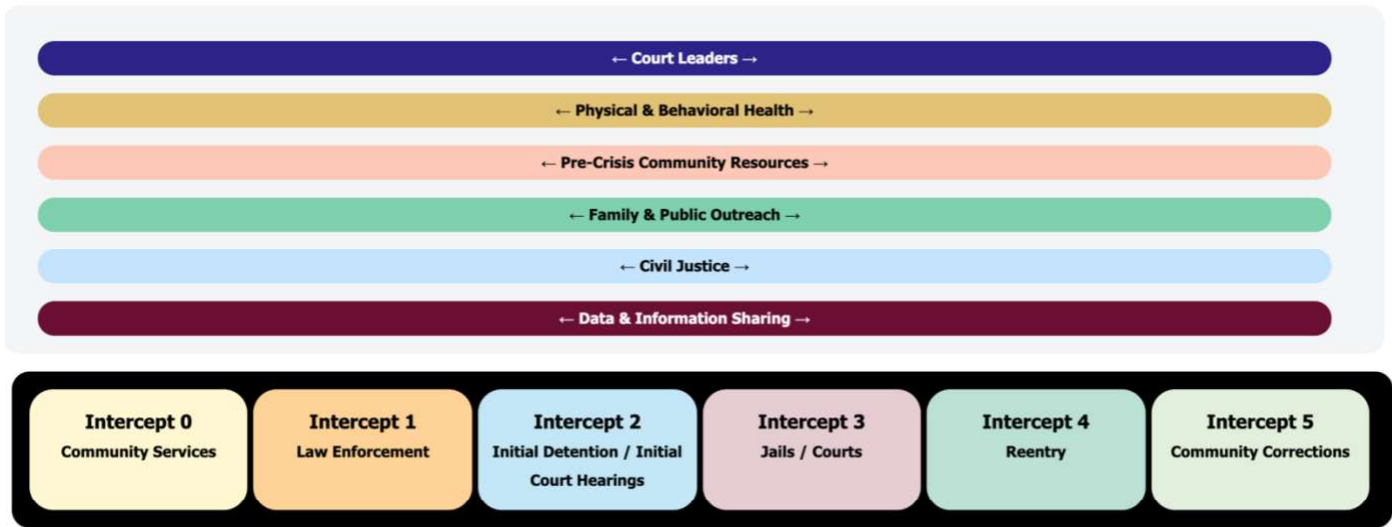 ← Court Leaders →
← Physical & Behavioral Health →
← Pre-Crisis Community Resources →
← Family & Public Outreach →
← Civil Justice →
← Data & Information Sharing →
Intercept 0
Community Services
Intercept 1
Law Enforcement
Intercept 2
Initial Detention / Initial
Court Hearings
Intercept 3
Jails / Courts
Intercept 4
Reentry
Intercept 5
Community Corrections